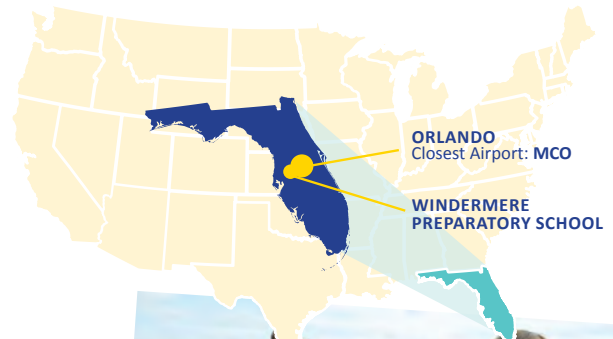 ORLANDO
Closest Airport: MCO
WINDERMERE
PREPARATORY SCHOOL